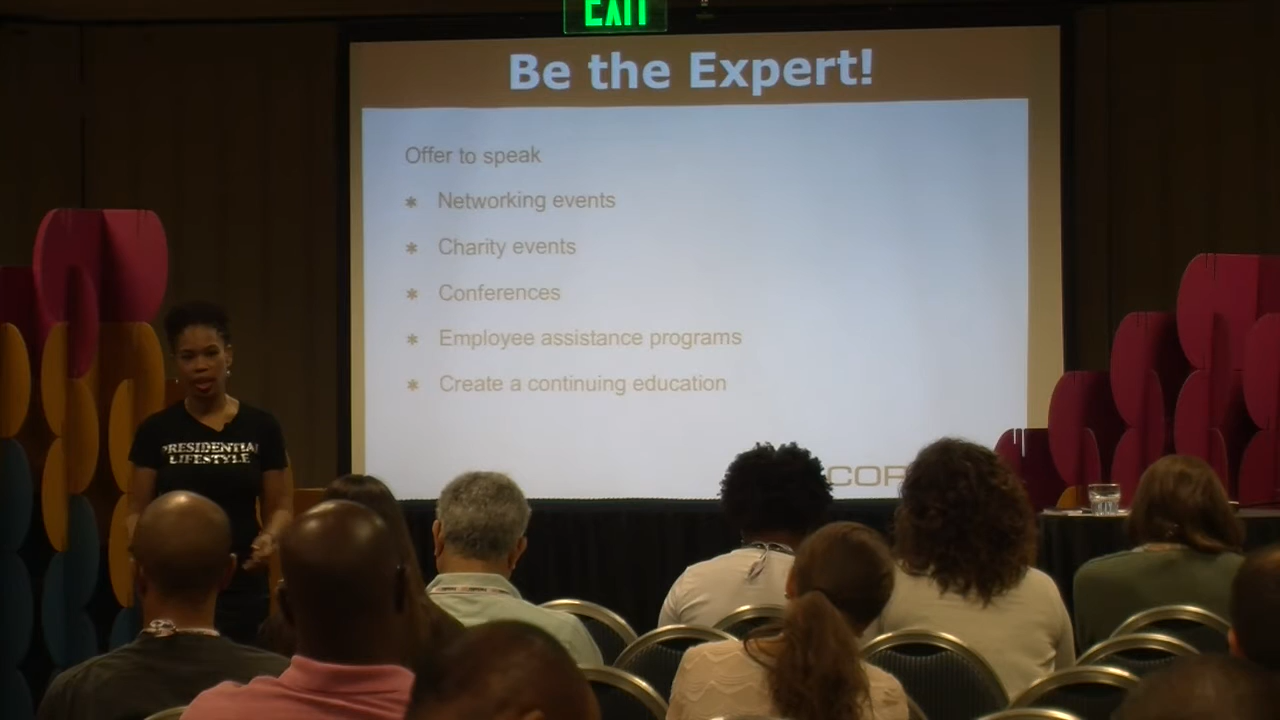 EXIT
Be the Expert!
Offer to speak
* Networking events
* Charity events
* Conferences
* Employee assistance programs
* Create a continuing education
PRESIDENTIAL
LIFESTYLE